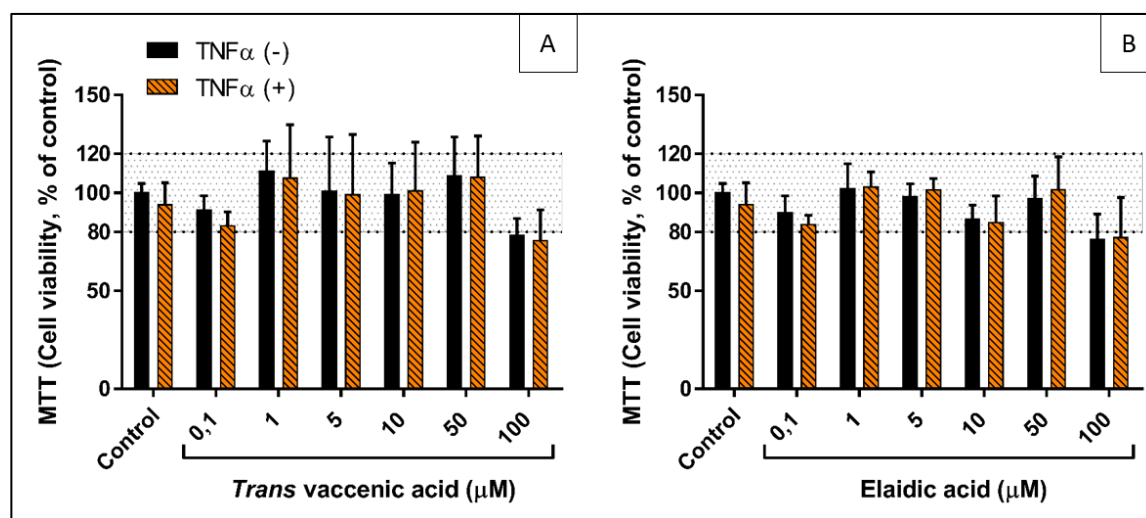 A
TNFα (-)
TNFα (+)
MTT (Cell viability, % of control)
150
120
100
80
50
0
Control
0,1
1
5
10
50
100
Trans vaccenic acid (μM)
B
MTT (Cell viability, % of control)
150
120
100
80
50
0
Control
0,1
1
5
10
50
100
Elaidic acid (μM)